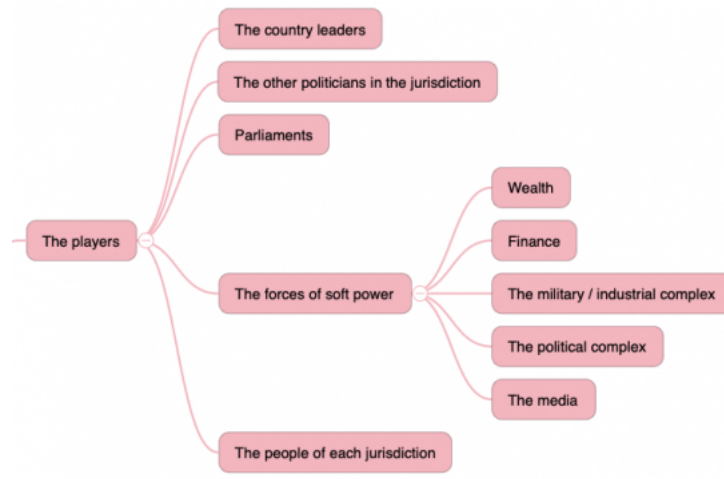 The country leaders
The other politicians in the jurisdiction
Parliaments
The players
The forces of soft power
Wealth
Finance
The military / industrial complex
The political complex
The media
The people of each jurisdiction